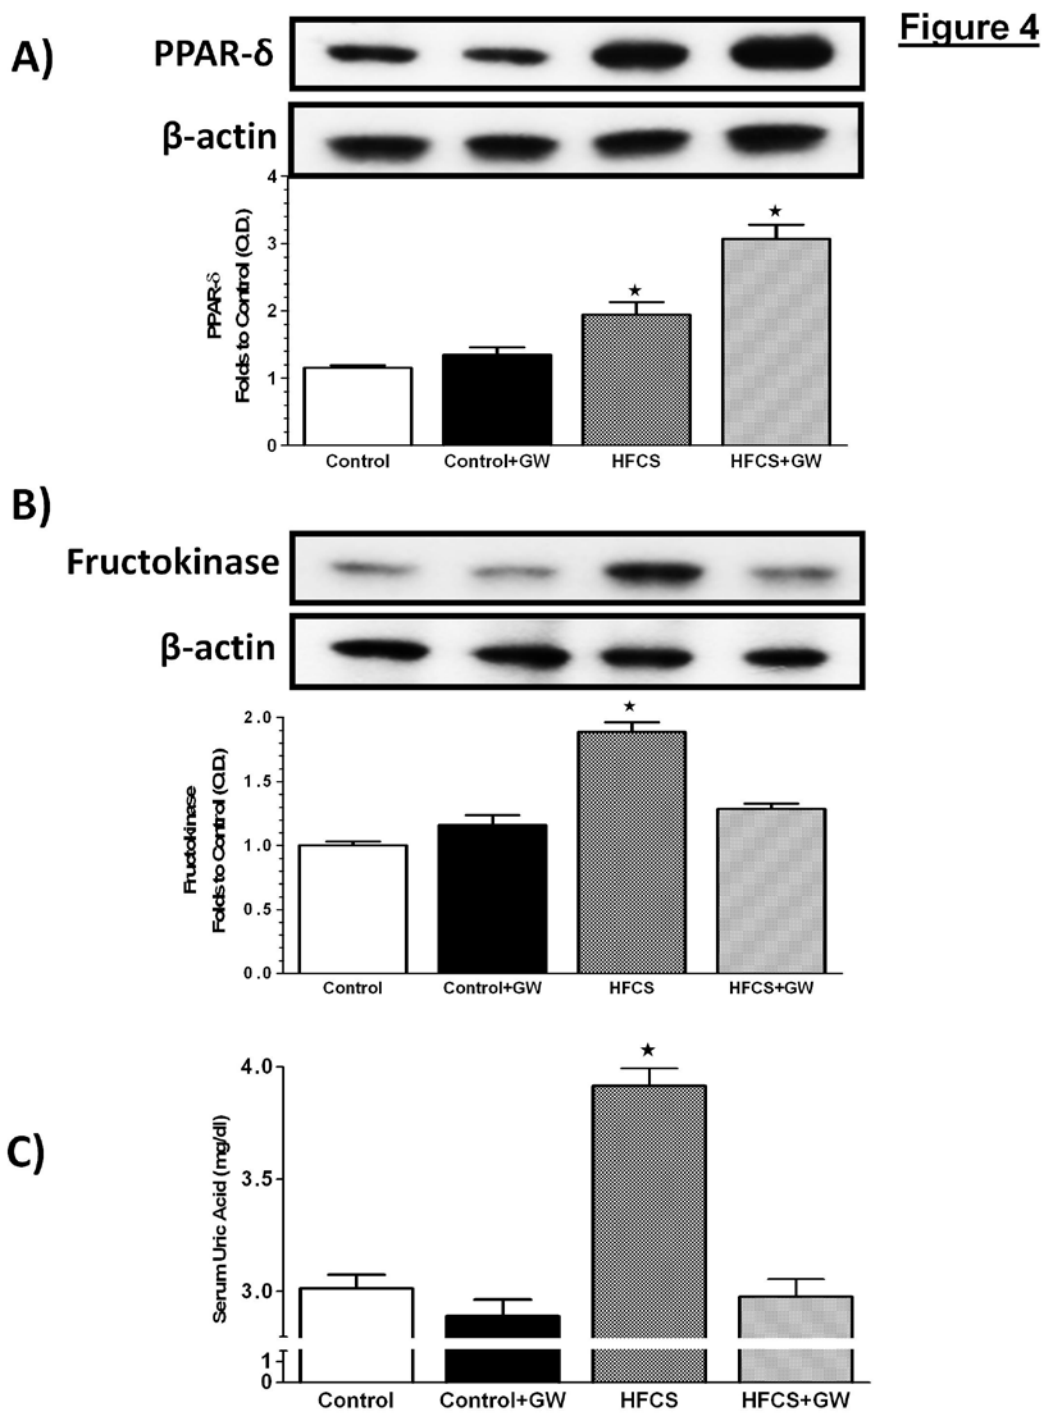 Figure 4
A)
PPAR-δ
β-actin
4
3
2
1
0
PPAR-δ
Folds to Control (O.D.)
★
★
Control
Control+GW
HFCS
HFCS+GW
B)
Fructokinase
β-actin
2.0
1.5
1.0
0.5
0.0
Fructokinase
Folds to Control (O.D.)
★
Control
Control+GW
HFCS
HFCS+GW
C)
4.0
3.5
3.0
1
0
Serum Uric Acid (mg/dl)
★
Control
Control+GW
HFCS
HFCS+GW